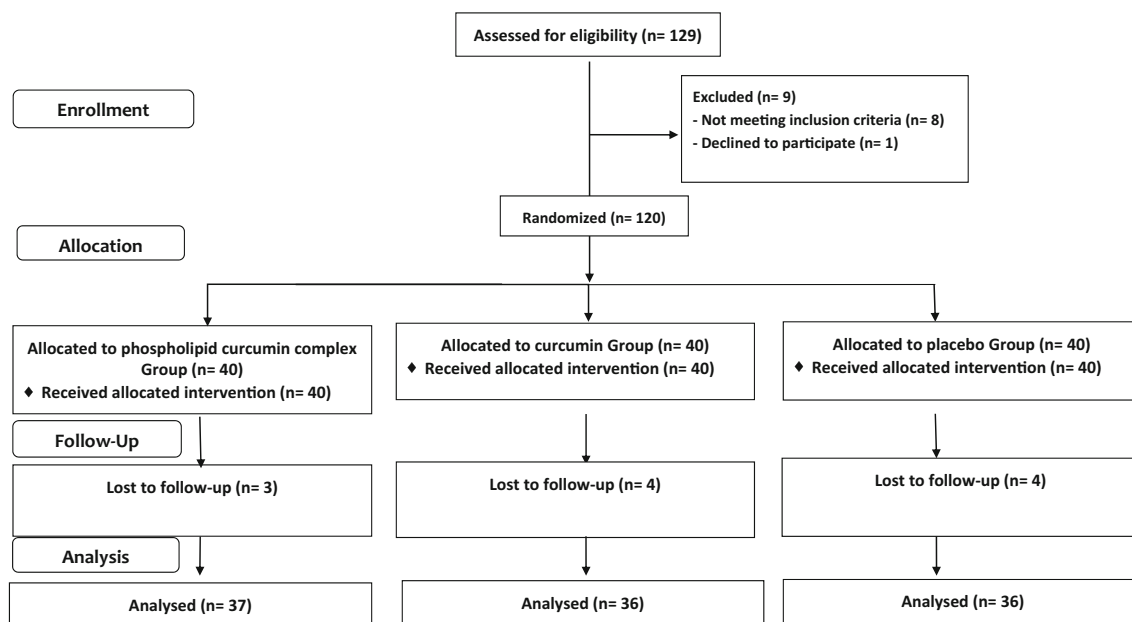 Assessed for eligibility (n= 129)
Enrollment
Excluded (n= 9)
- Not meeting inclusion criteria (n= 8)
- Declined to participate (n= 1)
Randomized (n= 120)
Allocation
Allocated to phospholipid curcumin complex
Group (n= 40)
♦ Received allocated intervention (n= 40)
Allocated to curcumin Group (n= 40)
♦ Received allocated intervention (n= 40)
Allocated to placebo Group (n= 40)
♦ Received allocated intervention (n= 40)
Follow-Up
Lost to follow-up (n= 3)
Lost to follow-up (n= 4)
Lost to follow-up (n= 4)
Analysis
Analysed (n= 37)
Analysed (n= 36)
Analysed (n= 36)